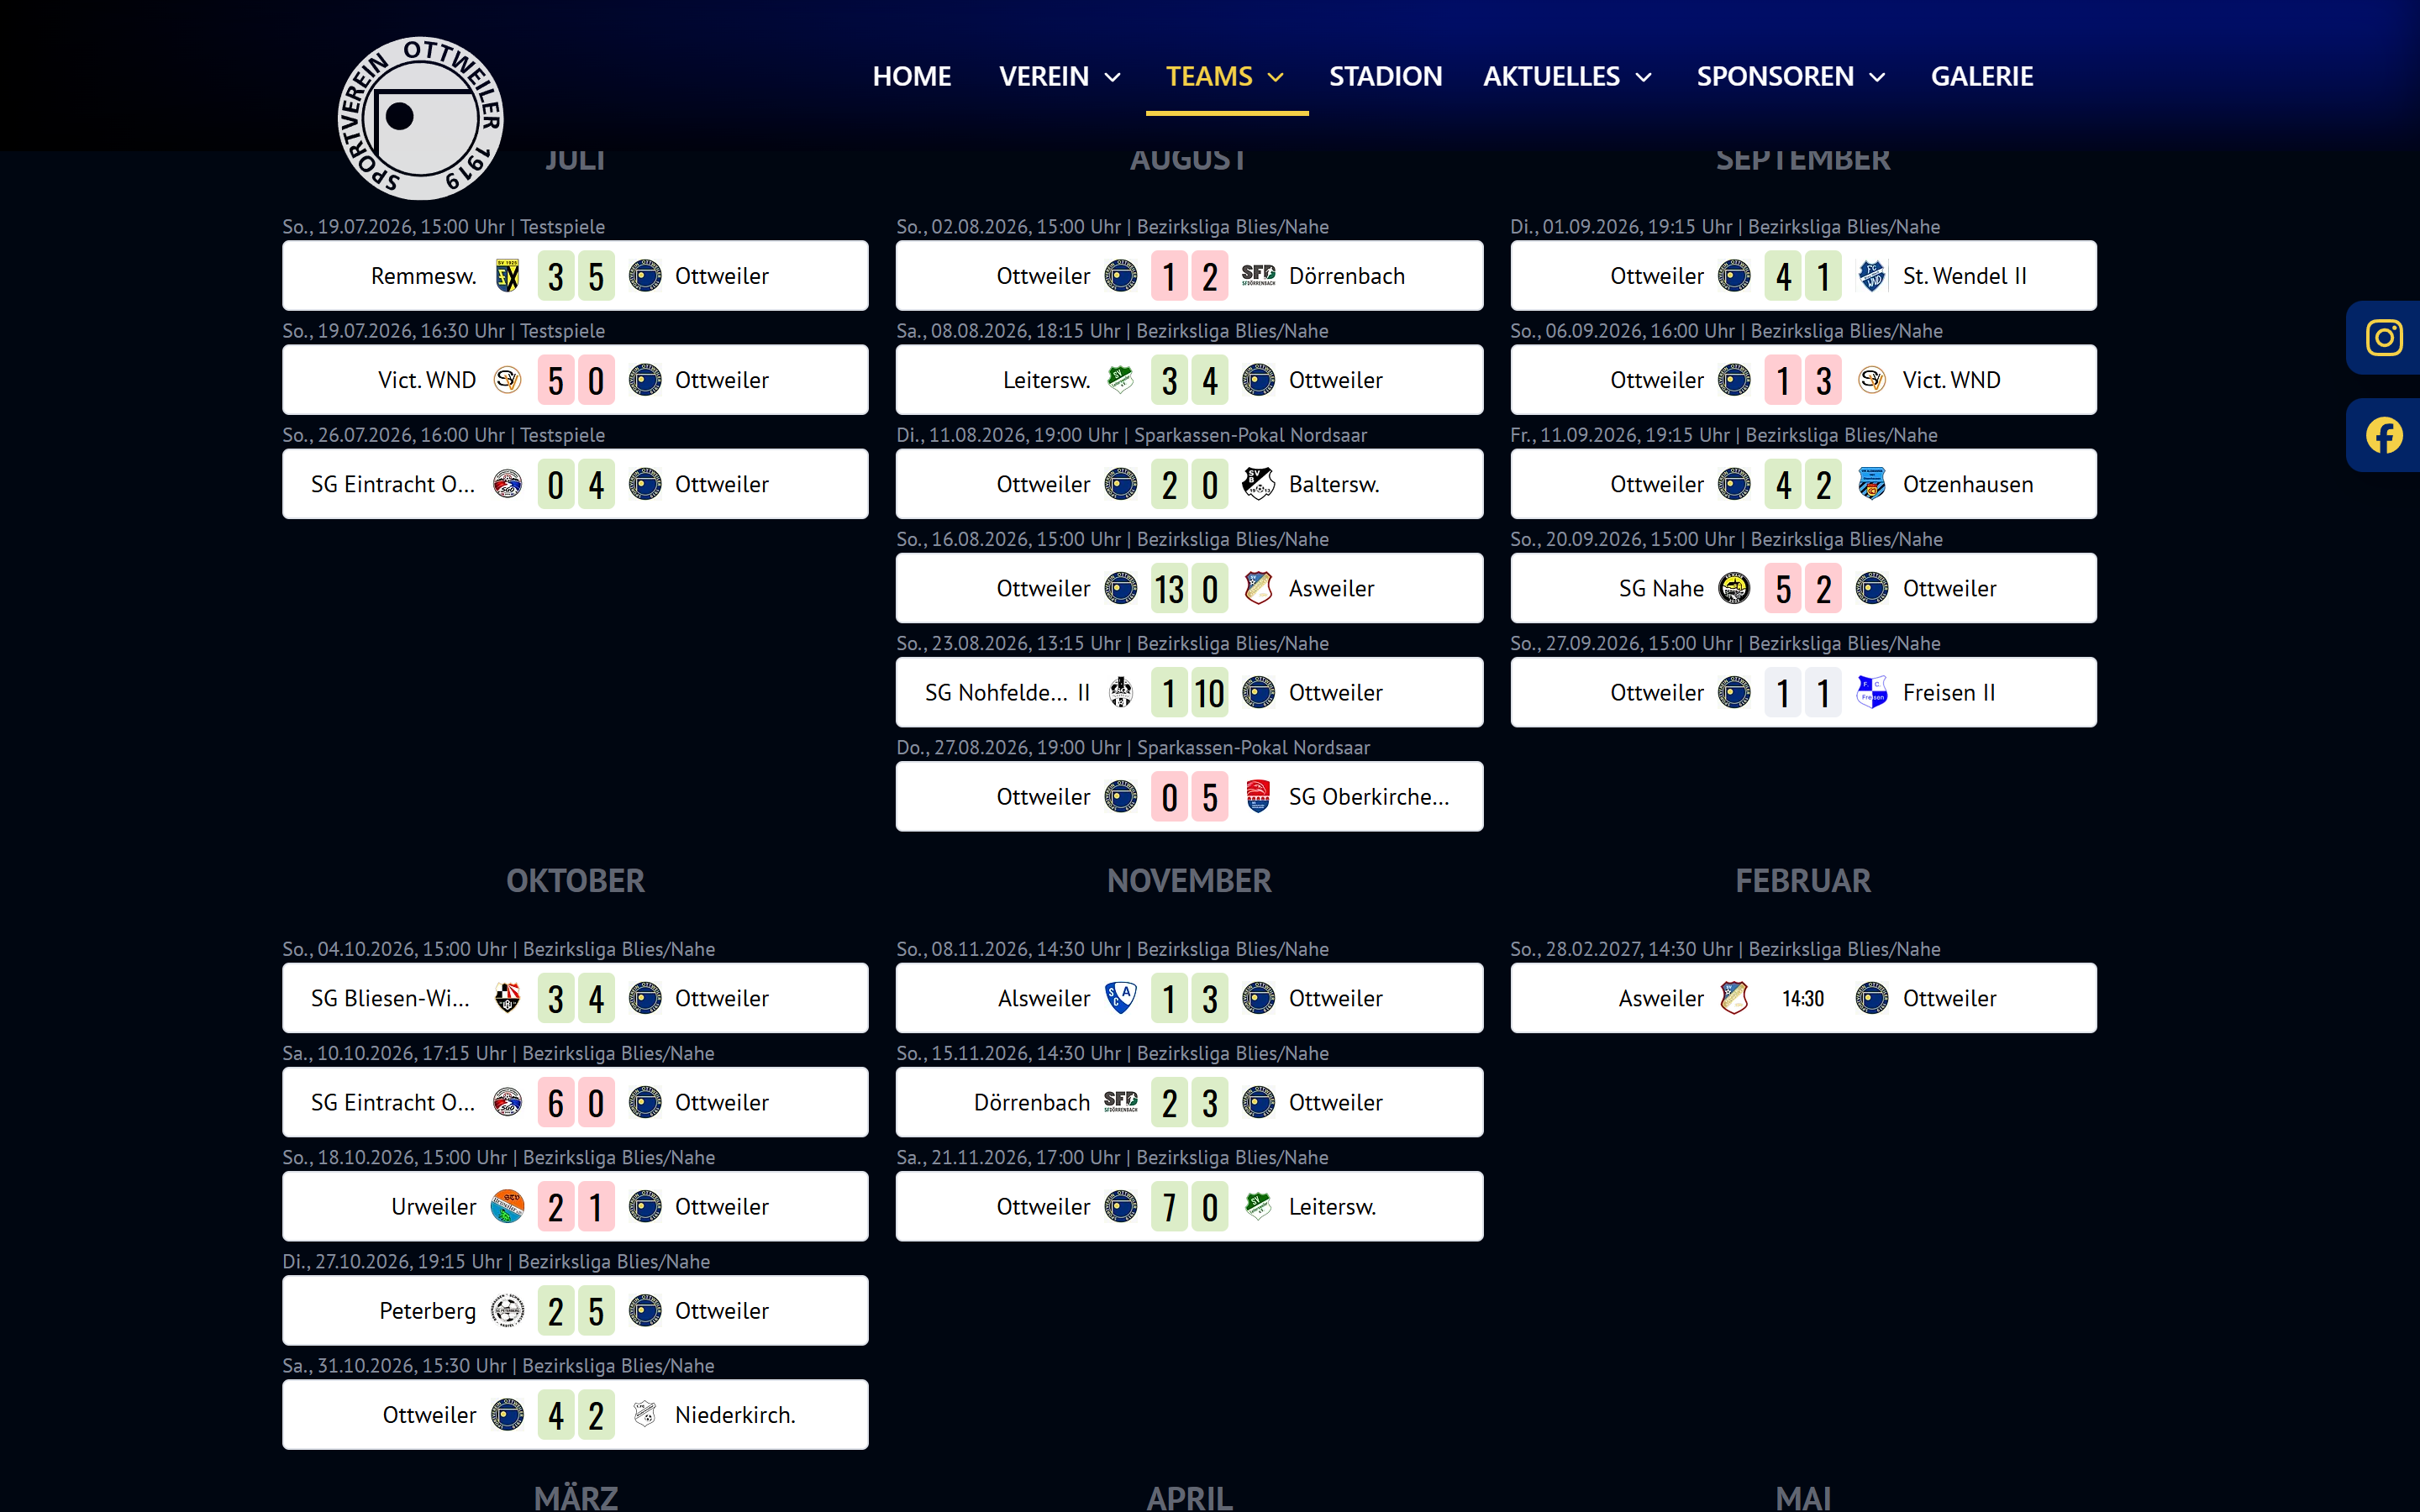 SPORTVEREIN OTTWEILER 1919
HOME VEREIN TEAMS STADION AKTUELLES SPONSOREN GALERIE
JULI AUGUST SEPTEMBER
So., 19.07.2026, 15:00 Uhr | Testspiele
Remmesw. 3 5 Ottweiler
So., 19.07.2026, 16:30 Uhr | Testspiele
Vict. WND 5 0 Ottweiler
So., 26.07.2026, 16:00 Uhr | Testspiele
SG Eintracht O... 0 4 Ottweiler
So., 02.08.2026, 15:00 Uhr | Bezirksliga Blies/Nahe
Ottweiler 1 2 Dörrenbach
Sa., 08.08.2026, 18:15 Uhr | Bezirksliga Blies/Nahe
Leitersw. 3 4 Ottweiler
Di., 11.08.2026, 19:00 Uhr | Sparkassen-Pokal Nordsaar
Ottweiler 2 0 Baltersw.
So., 16.08.2026, 15:00 Uhr | Bezirksliga Blies/Nahe
Ottweiler 13 0 Asweiler
So., 23.08.2026, 13:15 Uhr | Bezirksliga Blies/Nahe
SG Nohfelde... II 1 10 Ottweiler
Do., 27.08.2026, 19:00 Uhr | Sparkassen-Pokal Nordsaar
Ottweiler 0 5 SG Oberkirche...
Di., 01.09.2026, 19:15 Uhr | Bezirksliga Blies/Nahe
Ottweiler 4 1 St. Wendel II
So., 06.09.2026, 16:00 Uhr | Bezirksliga Blies/Nahe
Ottweiler 1 3 Vict. WND
Fr., 11.09.2026, 19:15 Uhr | Bezirksliga Blies/Nahe
Ottweiler 4 2 Otzenhausen
So., 20.09.2026, 15:00 Uhr | Bezirksliga Blies/Nahe
SG Nahe 5 2 Ottweiler
So., 27.09.2026, 15:00 Uhr | Bezirksliga Blies/Nahe
Ottweiler 1 1 Freisen II
OKTOBER NOVEMBER FEBRUAR
So., 04.10.2026, 15:00 Uhr | Bezirksliga Blies/Nahe
SG Bliesen-Wi... 3 4 Ottweiler
Sa., 10.10.2026, 17:15 Uhr | Bezirksliga Blies/Nahe
SG Eintracht O... 6 0 Ottweiler
So., 18.10.2026, 15:00 Uhr | Bezirksliga Blies/Nahe
Urweiler 2 1 Ottweiler
Di., 27.10.2026, 19:15 Uhr | Bezirksliga Blies/Nahe
Peterberg 2 5 Ottweiler
Sa., 31.10.2026, 15:30 Uhr | Bezirksliga Blies/Nahe
Ottweiler 4 2 Niederkirch.
So., 08.11.2026, 14:30 Uhr | Bezirksliga Blies/Nahe
Alsweiler 1 3 Ottweiler
So., 15.11.2026, 14:30 Uhr | Bezirksliga Blies/Nahe
Dörrenbach 2 3 Ottweiler
Sa., 21.11.2026, 17:00 Uhr | Bezirksliga Blies/Nahe
Ottweiler 7 0 Leitersw.
So., 28.02.2027, 14:30 Uhr | Bezirksliga Blies/Nahe
Asweiler 14:30 Ottweiler
MÄRZ APRIL MAI